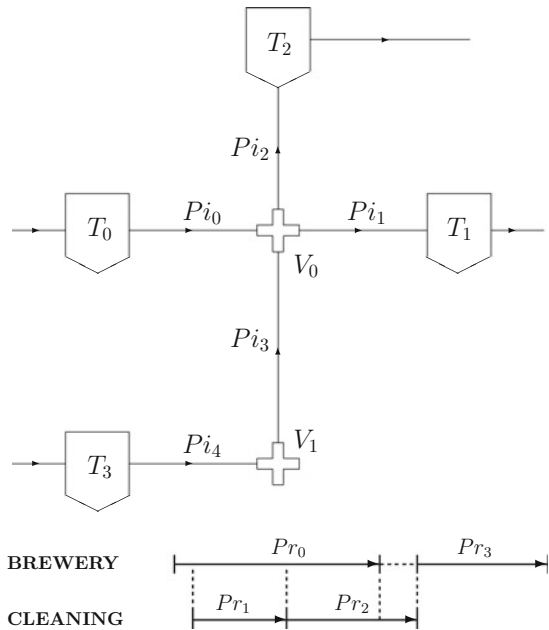 T₂
Pi₂
T₀ Pi₀ Pi₁ T₁
V₀
Pi₃
T₃ Pi₄ V₁
BREWERY Pr₀ Pr₃
CLEANING Pr₁ Pr₂